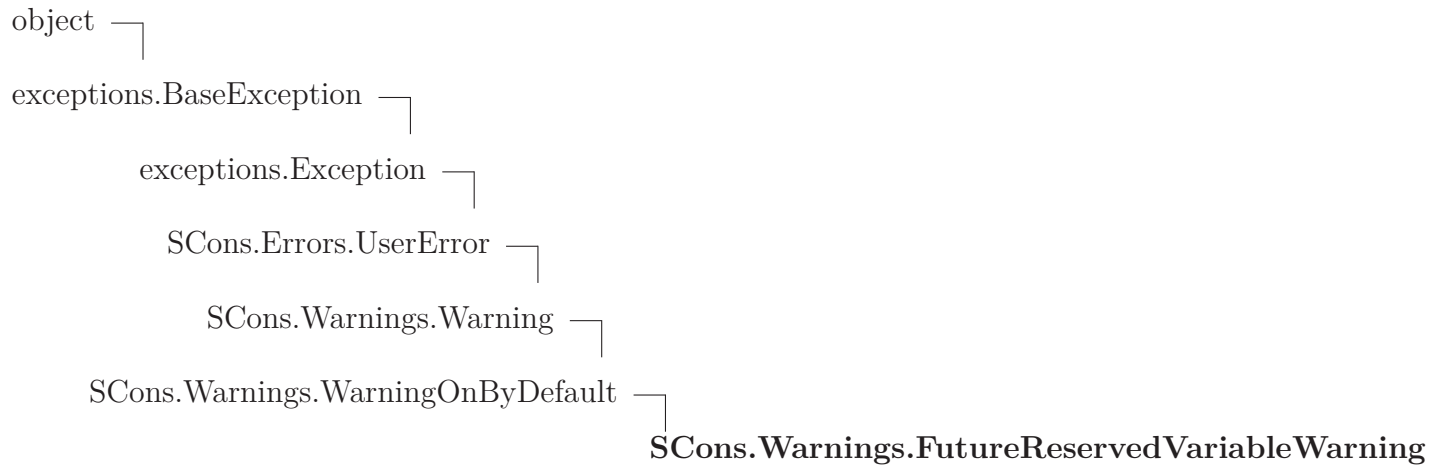 object
exceptions.BaseException
exceptions.Exception
SCons.Errors.UserError
SCons.Warnings.Warning
SCons.Warnings.WarningOnByDefault
SCons.Warnings.FutureReservedVariableWarning